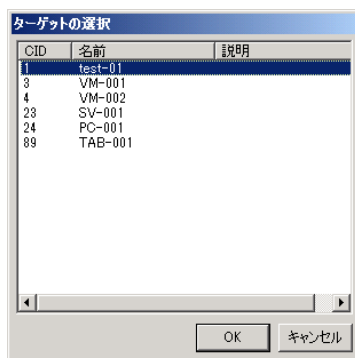 ターゲットの選択
CID 名前 説明
1 test-01
3 VM-001
4 VM-002
23 SV-001
24 PC-001
89 TAB-001
OK キャンセル